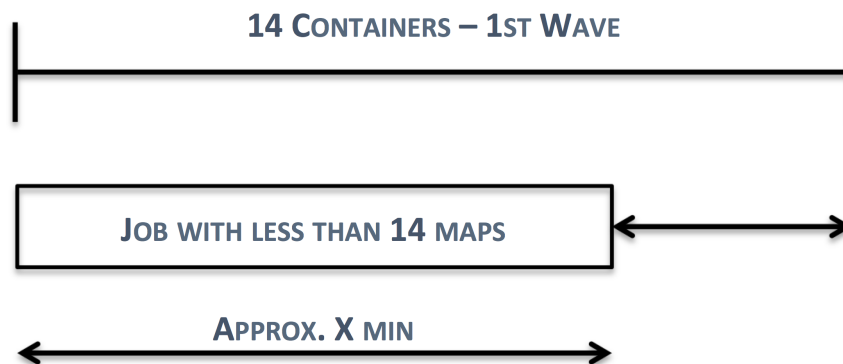 14 Containers – 1st Wave
Job with less than 14 maps
Approx. X min